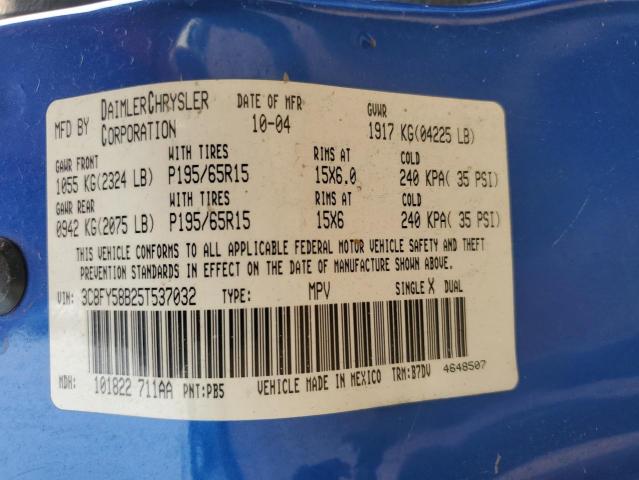 MFD BY DAIMLERCHRYSLER CORPORATION DATE OF MFR 10-04 GVWR 1917 KG(04225 LB)
GAWR FRONT WITH TIRES RIMS AT COLD
1055 KG(2324 LB) P195/65R15 15X6.0 240 KPA( 35 PSI)
GAWR REAR WITH TIRES RIMS AT COLD
0942 KG(2075 LB) P195/65R15 15X6 240 KPA( 35 PSI)
THIS VEHICLE CONFORMS TO ALL APPLICABLE FEDERAL MOTOR VEHICLE SAFETY AND THEFT
PREVENTION STANDARDS IN EFFECT ON THE DATE OF MANUFACTURE SHOWN ABOVE.
VIN: 3C8FY58B25T537032 TYPE: MPV SINGLE X DUAL
MDH: 101822 711AA PNT:PB5 VEHICLE MADE IN MEXICO TRM:B7DV 4648507